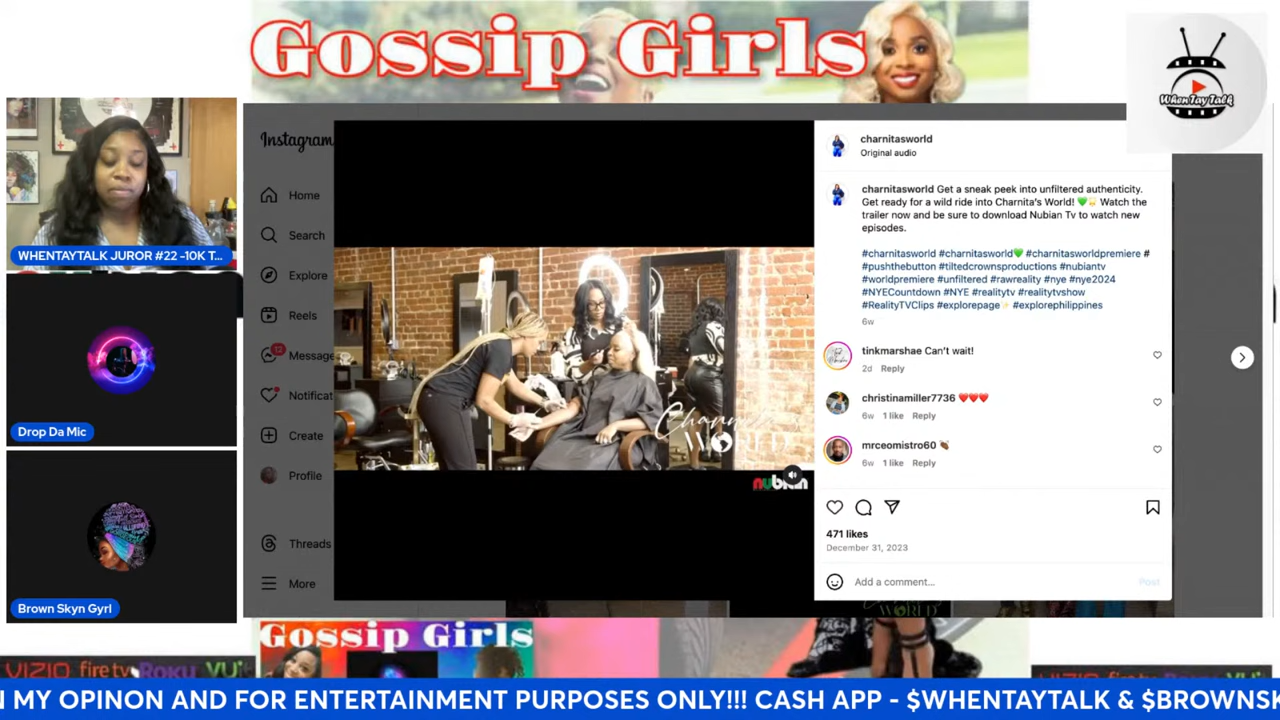 Gossip Girls
WhenTayTalk
WHENTAYTALK JUROR #22 -10K T...
Drop Da Mic
Brown Skyn Gyrl
Instagram
Home
Search
Explore
Reels
13
Message
Notificat
Create
Profile
Threads
More
Charnita's
WORLD
nubian
charnitasworld
Original audio
charnitasworld Get a sneak peek into unfiltered authenticity.
Get ready for a wild ride into Charnita's World! 💚 Watch the
trailer now and be sure to download Nubian Tv to watch new
episodes.
#charnitasworld #charnitasworld💚 #charnitasworldpremiere #
#pushthebutton #tiltedcrownsproductions #nubiantv
#worldpremiere #unfiltered #rawreality #nye #nye2024
#NYECountdown #NYE #realitytv #realitytvshow
#RealityTVClips #explorepage✨ #explorephilippines
6w
tinkmarshae Can't wait!
2d Reply
christinamiller7736 ❤️❤️❤️
6w 1 like Reply
mrceomistro60 👏🏾
6w 1 like Reply
471 likes
December 31, 2023
Add a comment...
Post
WORLD
Gossip Girls
VIZIO fire tv Roku VU
N MY OPINON AND FOR ENTERTAINMENT PURPOSES ONLY!!! CASH APP - $WHENTAYTALK & $BROWNSK